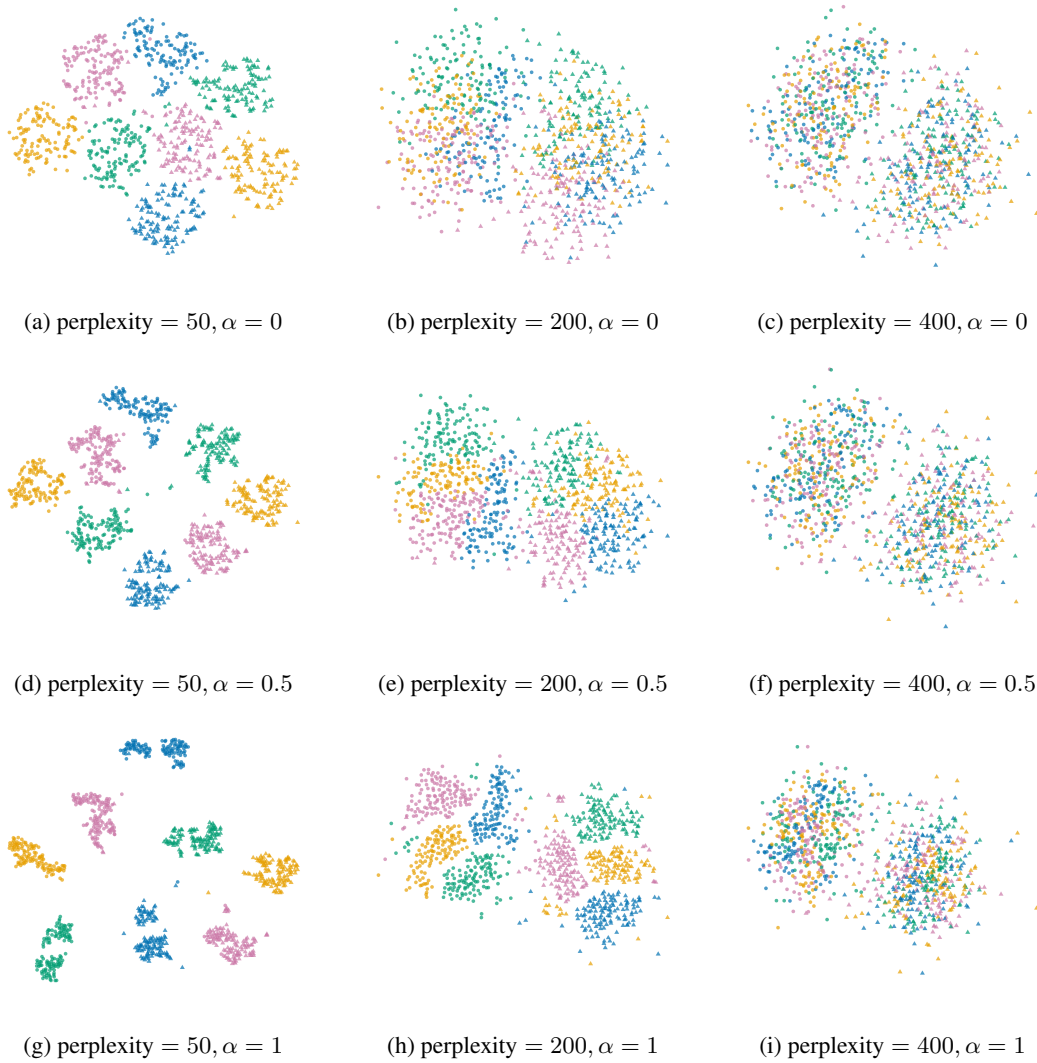 (a) perplexity = 50, α = 0
(b) perplexity = 200, α = 0
(c) perplexity = 400, α = 0
(d) perplexity = 50, α = 0.5
(e) perplexity = 200, α = 0.5
(f) perplexity = 400, α = 0.5
(g) perplexity = 50, α = 1
(h) perplexity = 200, α = 1
(i) perplexity = 400, α = 1